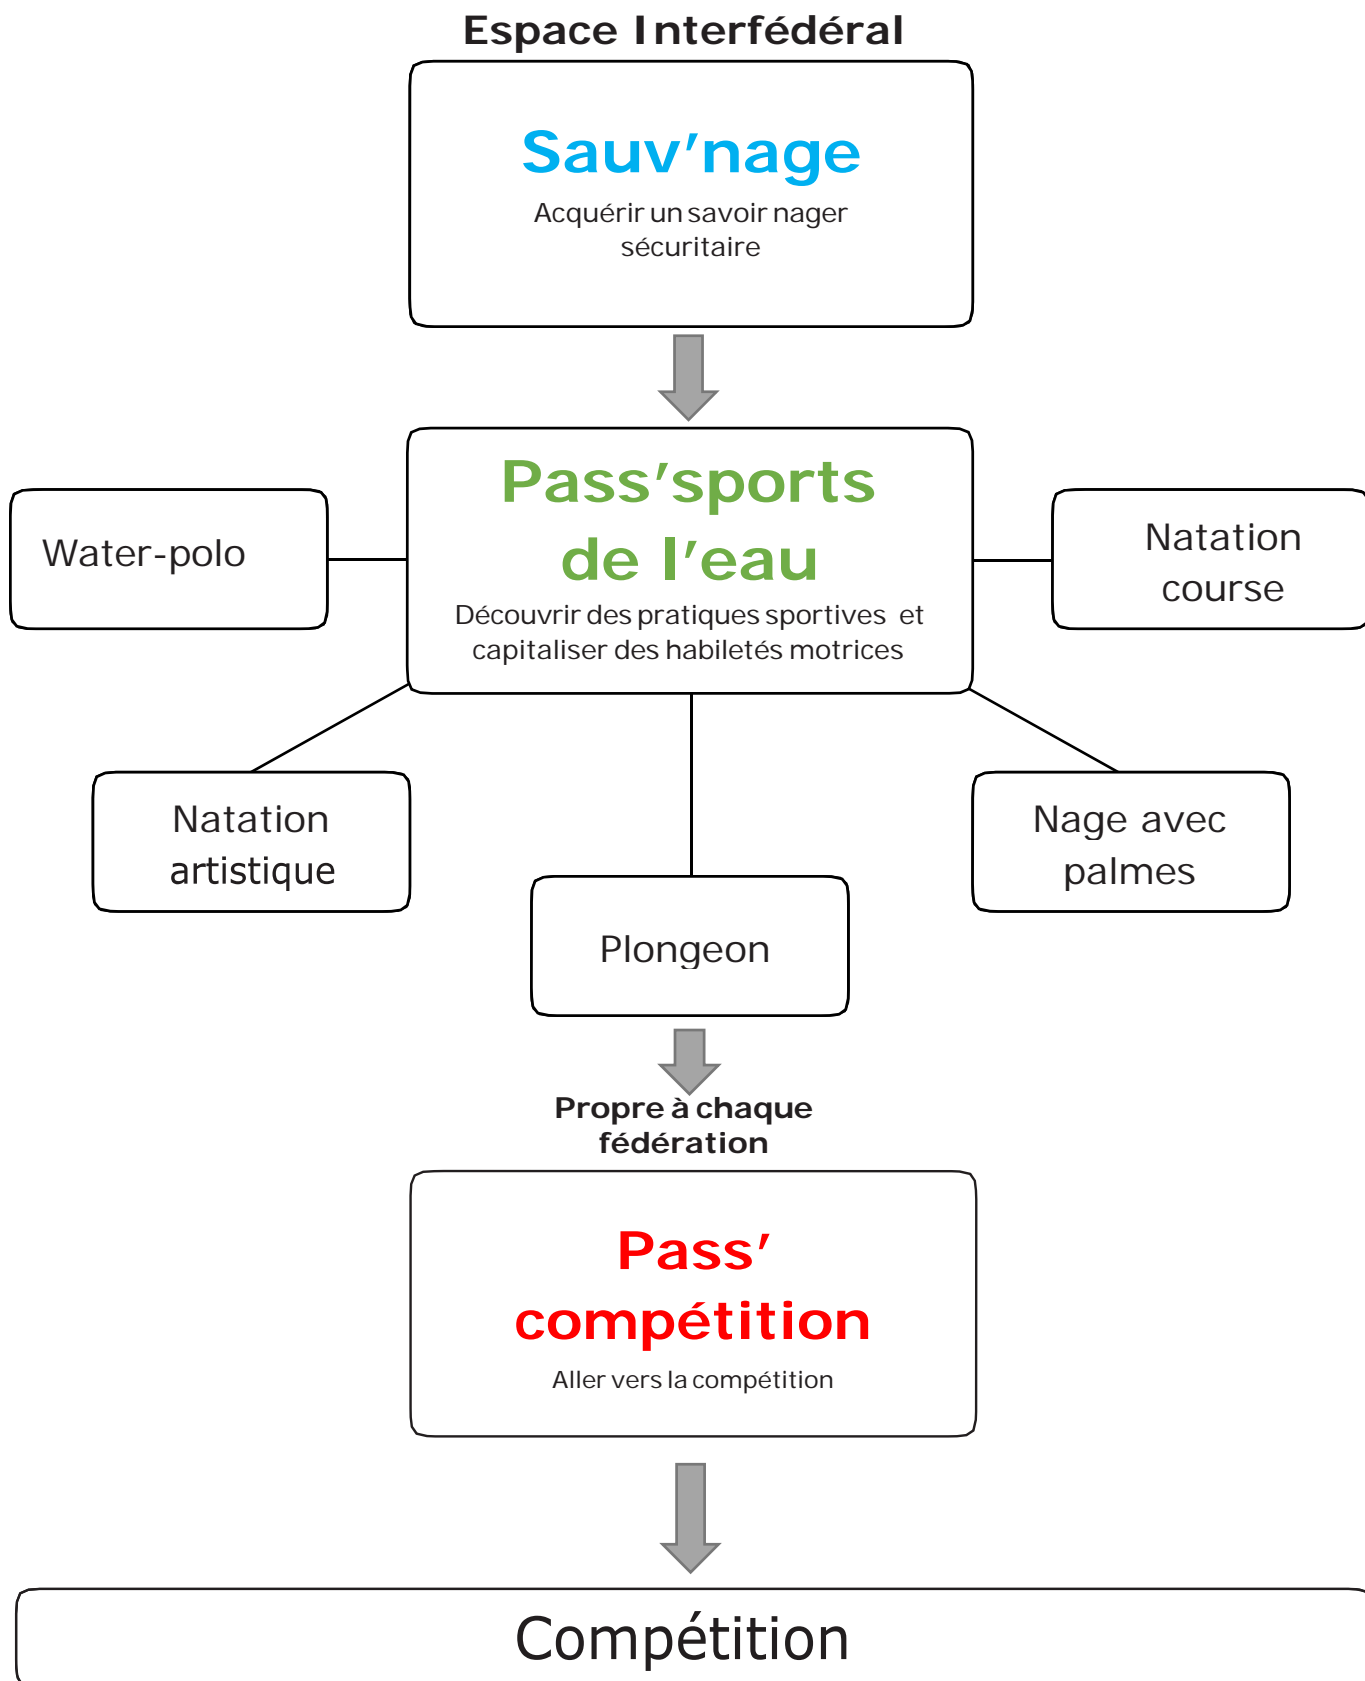 Espace Interfédéral
Sauv'nage
Acquérir un savoir nager
sécuritaire
Pass'sports
de l'eau
Découvrir des pratiques sportives et
capitaliser des habiletés motrices
Water-polo
Natation
course
Natation
artistique
Nage avec
palmes
Plongeon
Propre à chaque
fédération
Pass'
compétition
Aller vers la compétition
Compétition